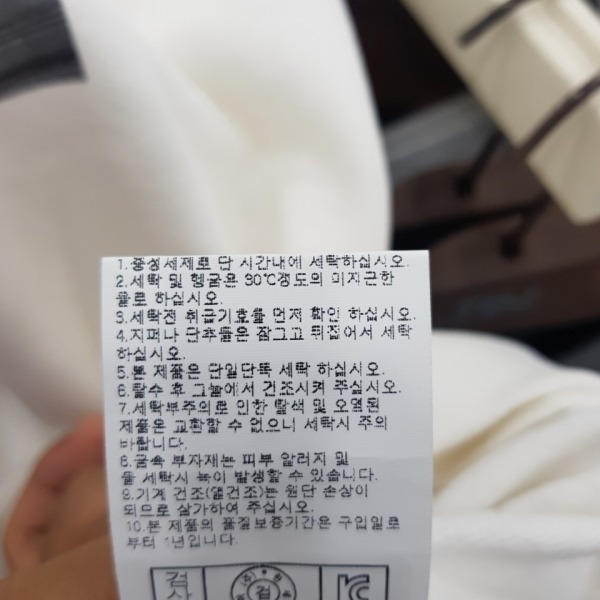 1.중성세제로 단 시간내에 세탁하십시오.
2.세탁 및 헹굼은 30℃정도의 미지근한
물로 하십시오.
3.세탁전 취급기호를 먼저 확인 하십시오.
4.지퍼나 단추들은 잠그고 뒤집어서 세탁
하십시오.
5.본 제품은 단일단독 세탁 하십시오.
6.탈수 후 그늘에서 건조시켜 주십시오.
7.세탁부주의로 인한 탈색 및 오염된
제품은 교환할 수 없으니 세탁시 주의
바랍니다.
8.금속 부자재는 피부 알러지 및
물 세탁시 녹이 발생할 수 있습니다.
9.기계 건조(열건조)는 원단 손상이
되므로 삼가하여 주십시오.
10.본 제품의 품질보증기간은 구입일로
부터 1년입니다.
검 검